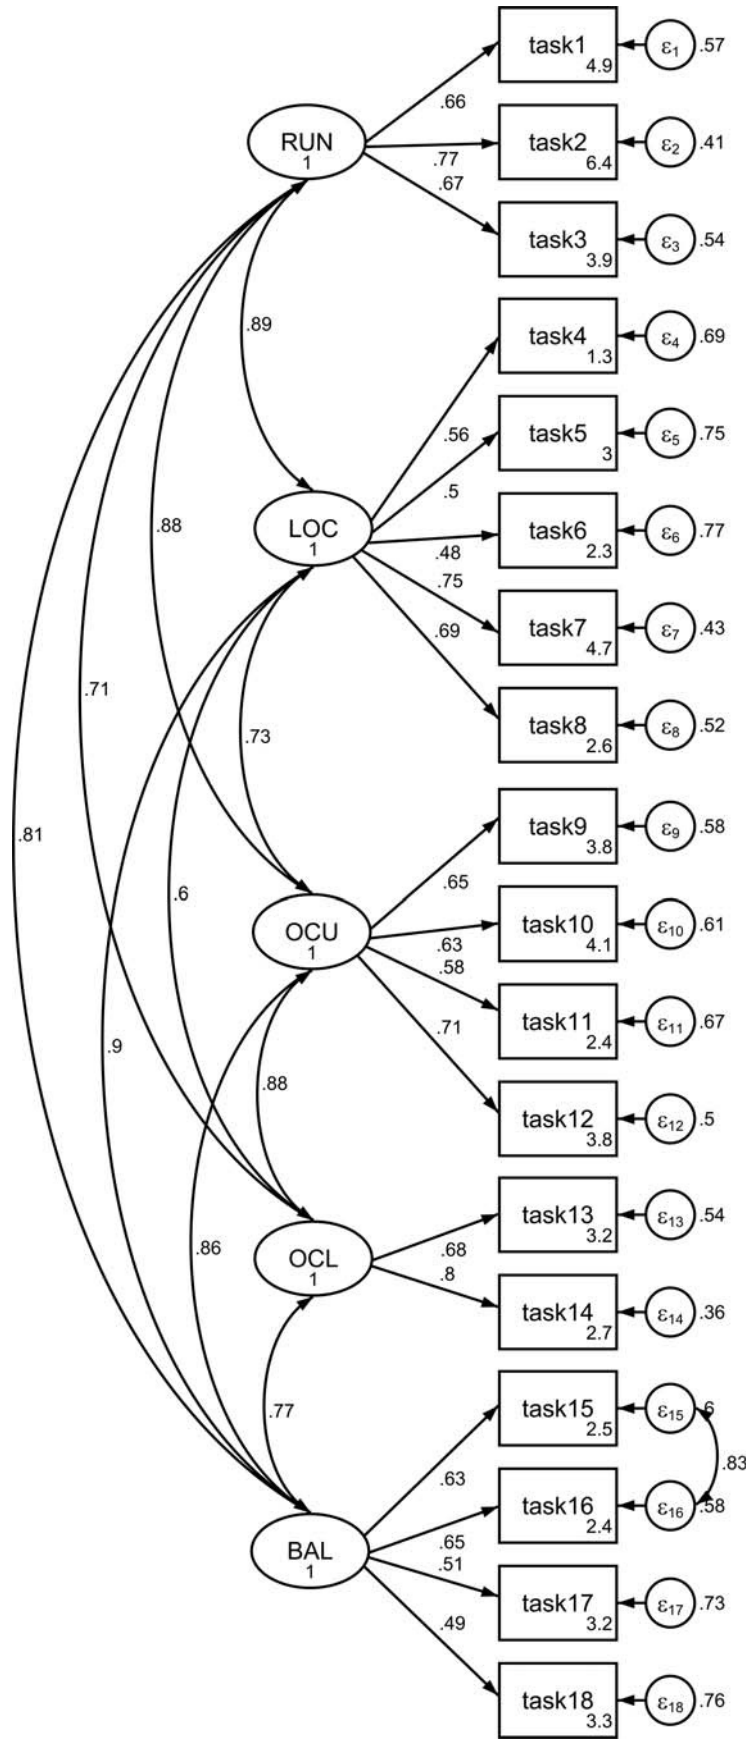 task1 4.9 ε1 .57
.66
RUN 1
task2 6.4 ε2 .41
.77
.67
task3 3.9 ε3 .54
.89
task4 1.3 ε4 .69
.56
task5 3 ε5 .75
.5
.88
LOC 1
task6 2.3 ε6 .77
.48
.75
task7 4.7 ε7 .43
.69
.71
.73
task8 2.6 ε8 .52
.81
task9 3.8 ε9 .58
.65
.6
OCU 1
task10 4.1 ε10 .61
.63
.58
task11 2.4 ε11 .67
.71
.9
.88
task12 3.8 ε12 .5
task13 3.2 ε13 .54
.68
.86
OCL 1
.8
task14 2.7 ε14 .36
.77
task15 2.5 ε15 .6
.83
.63
task16 2.4 ε16 .58
.65
BAL 1
.51
task17 3.2 ε17 .73
.49
task18 3.3 ε18 .76